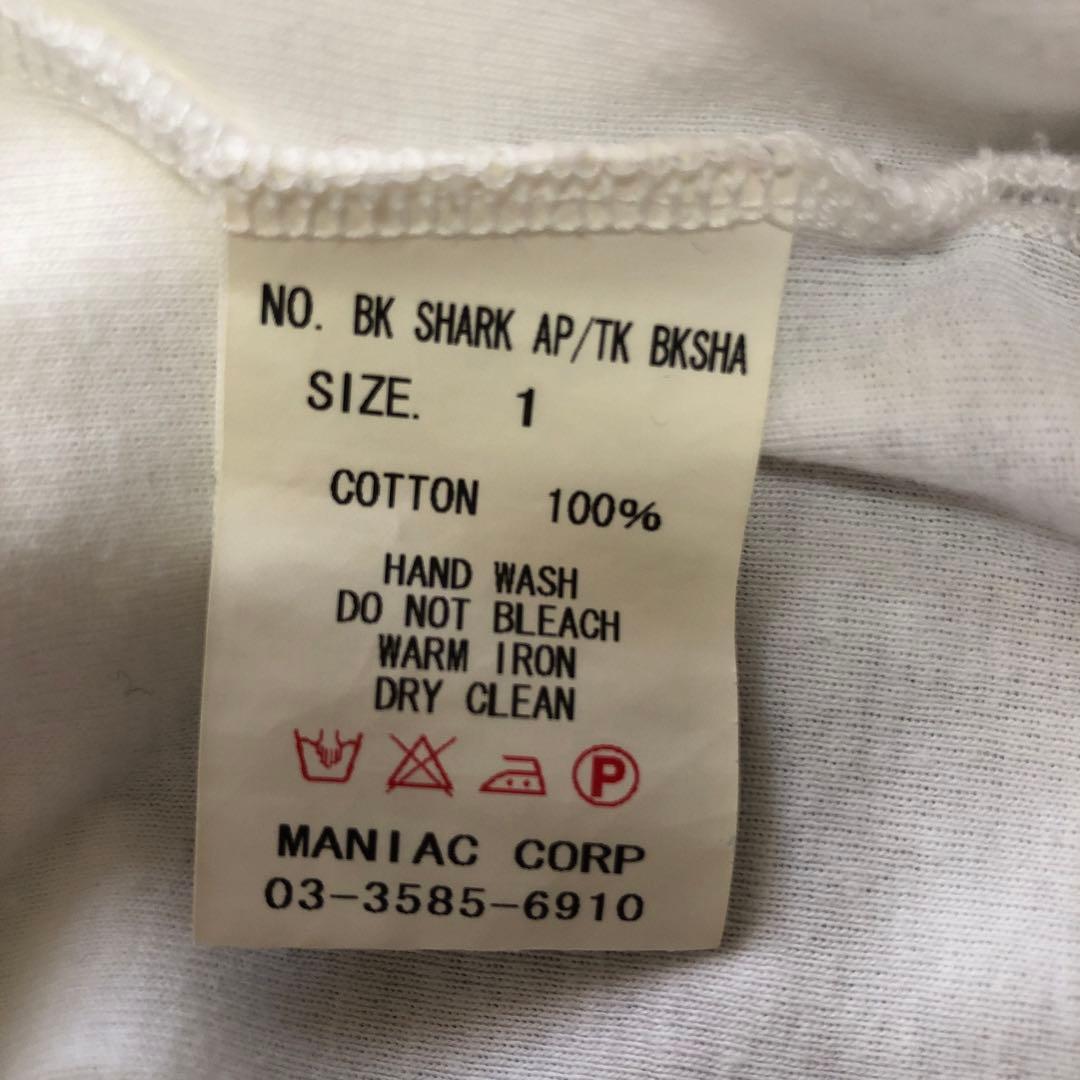 NO. BK SHARK AP/TK BKSHA
SIZE. 1
COTTON 100%
HAND WASH
DO NOT BLEACH
WARM IRON
DRY CLEAN
P
MANIAC CORP
03-3585-6910